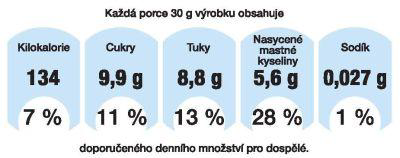 Každá porce 30 g výrobku obsahuje
Kilokalorie
134
7 %
Cukry
9,9 g
11 %
Tuky
8,8 g
13 %
Nasycené
mastné
kyseliny
5,6 g
28 %
Sodík
0,027 g
1 %
doporučeného denního množství pro dospělé.